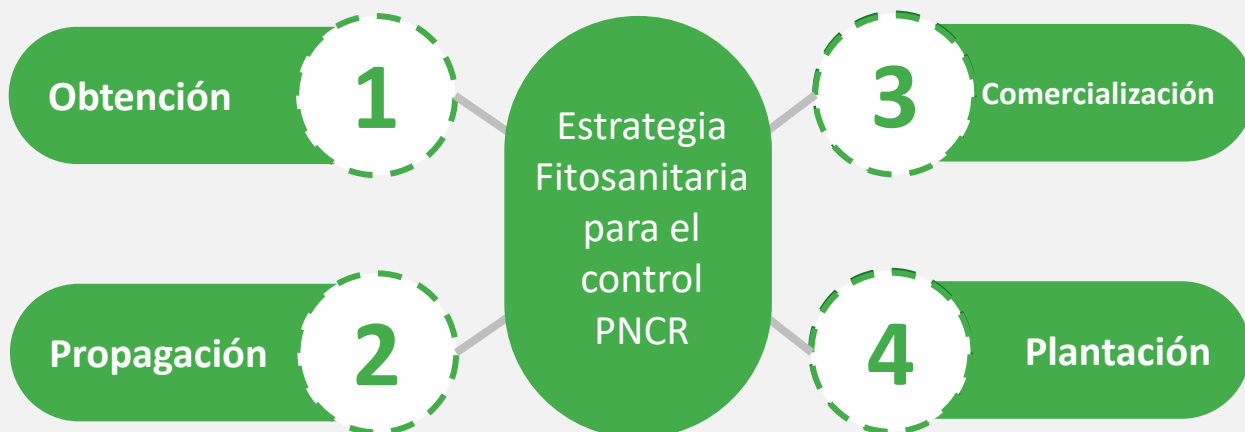 Obtención
1
Propagación
2
Estrategia
Fitosanitaria
para el
control
PNCR
3
Comercialización
4
Plantación